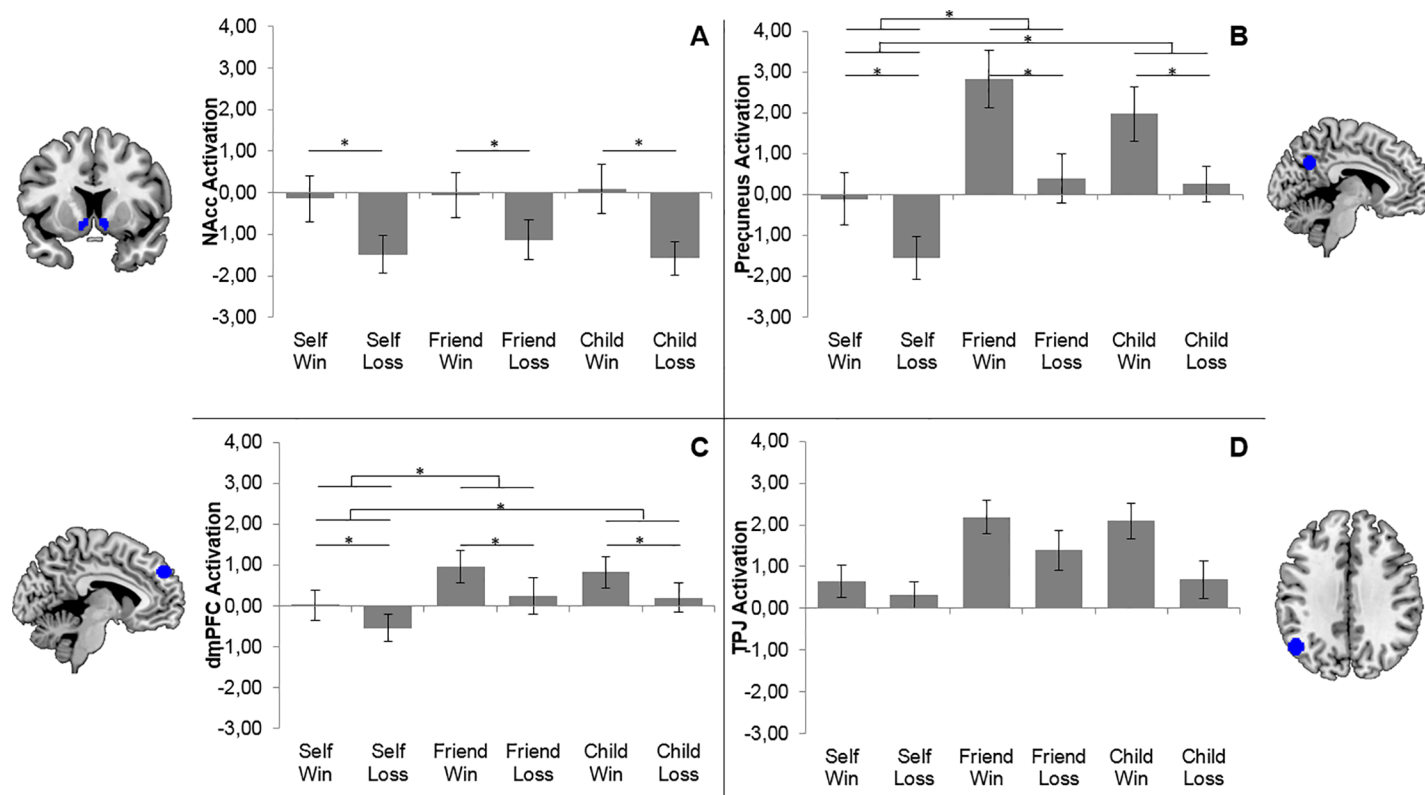 A
NAcc Activation
4,00
3,00
2,00
1,00
0,00
-1,00
-2,00
-3,00
*
*
*
Self Win
Self Loss
Friend Win
Friend Loss
Child Win
Child Loss
B
Precuneus Activation
4,00
3,00
2,00
1,00
0,00
-1,00
-2,00
-3,00
*
*
*
*
*
Self Win
Self Loss
Friend Win
Friend Loss
Child Win
Child Loss
C
dmPFC Activation
4,00
3,00
2,00
1,00
0,00
-1,00
-2,00
-3,00
*
*
*
*
*
Self Win
Self Loss
Friend Win
Friend Loss
Child Win
Child Loss
D
TPJ Activation
4,00
3,00
2,00
1,00
0,00
-1,00
-2,00
-3,00
Self Win
Self Loss
Friend Win
Friend Loss
Child Win
Child Loss